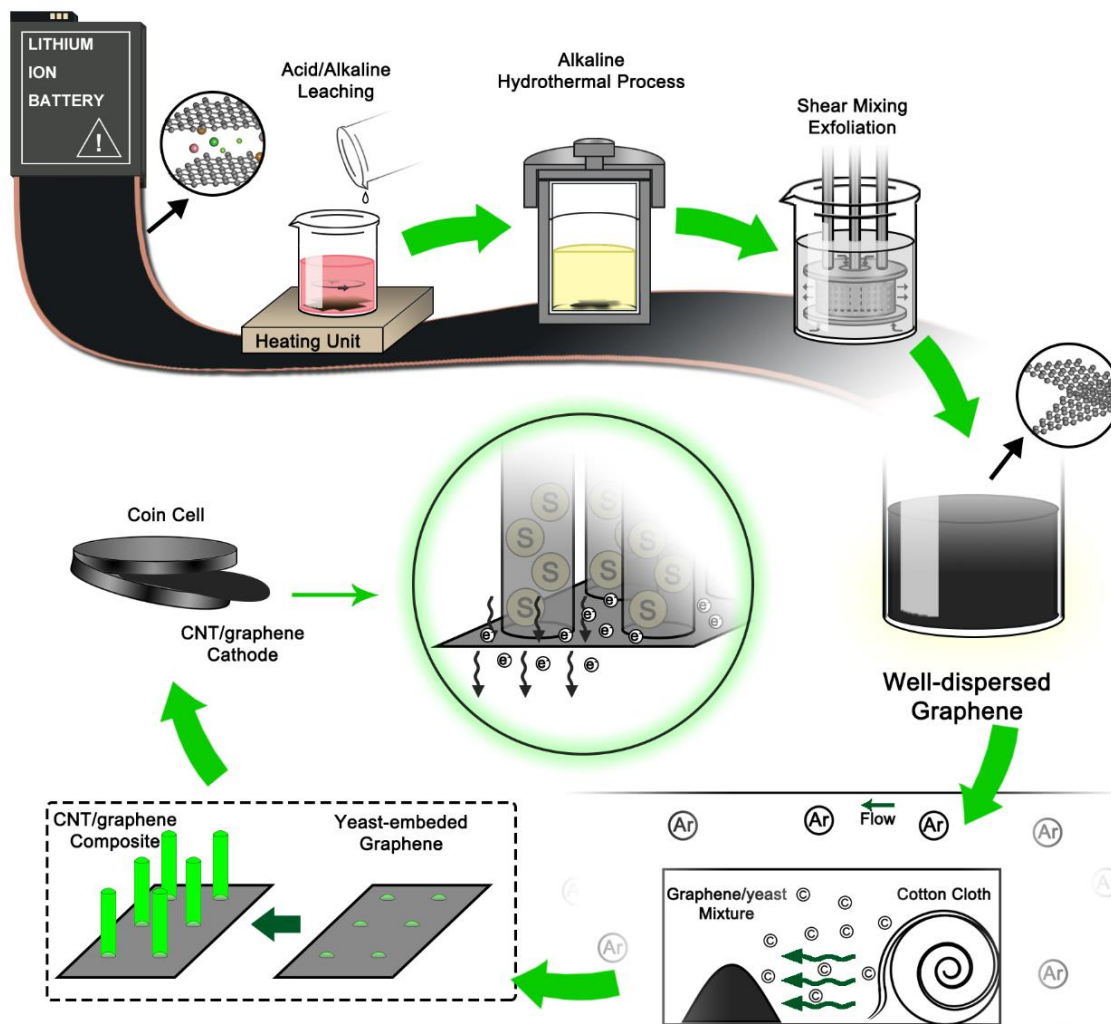 LITHIUM
ION
BATTERY
!
Acid/Alkaline
Leaching
Heating Unit
Alkaline
Hydrothermal Process
Shear Mixing
Exfoliation
Well-dispersed
Graphene
Coin Cell
CNT/graphene
Cathode
S
S
S
S
S
S
S
S
S
S
S
e⁻
e⁻
e⁻
e⁻
e⁻
e⁻
e⁻
e⁻
e⁻
e⁻
CNT/graphene
Composite
Yeast-embeded
Graphene
Ar
Ar
Flow
Ar
Ar
Ar
Ar
Ar
Ar
Graphene/yeast
Mixture
Cotton Cloth
C
C
C
C
C
C
C
C
C
C